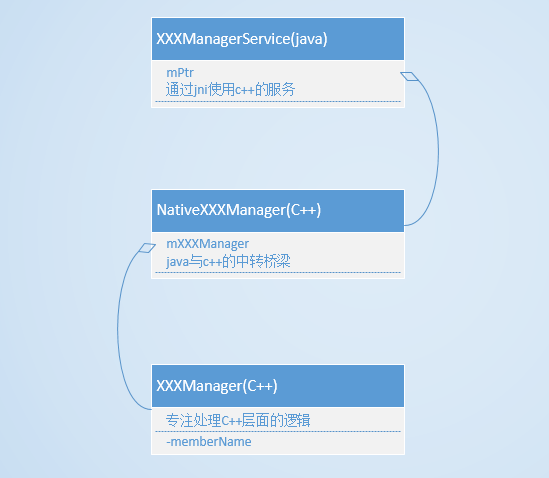 XXXManagerService(java)
mPtr
通过jni使用c++的服务
NativeXXXManager(C++)
mXXXManager
java与c++的中转桥梁
XXXManager(C++)
专注处理C++层面的逻辑
-memberName